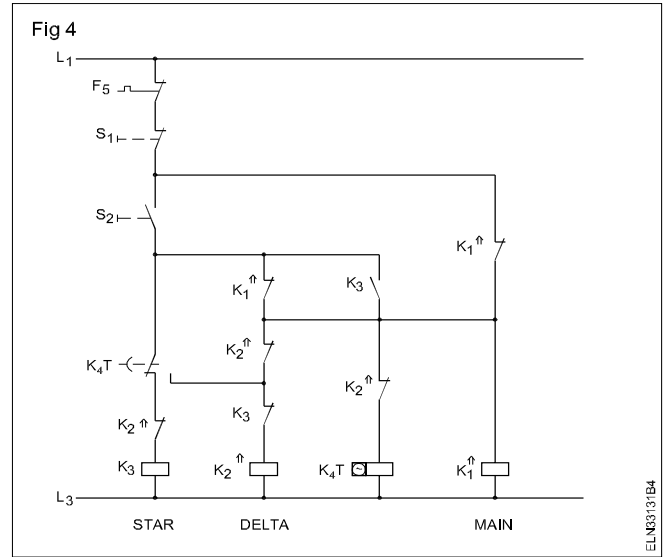 Fig 4
L1
F5
S1
S2
K1
K1
K3
K2
K4T
K2
K3
K2
K3
K2
K4T
K1
L3
STAR DELTA MAIN
ELN33131B4